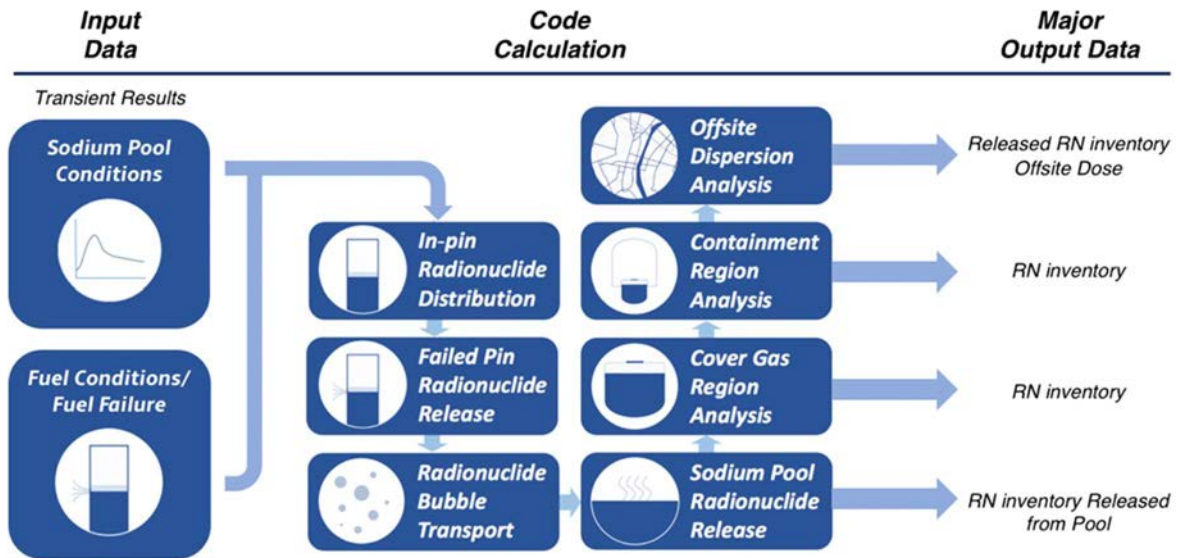 Input
Data
Code
Calculation
Major
Output Data
Transient Results
Sodium Pool
Conditions
Fuel Conditions/
Fuel Failure
In-pin
Radionuclide
Distribution
Failed Pin
Radionuclide
Release
Radionuclide
Bubble
Transport
Sodium Pool
Radionuclide
Release
Cover Gas
Region
Analysis
Containment
Region
Analysis
Offsite
Dispersion
Analysis
Released RN inventory
Offsite Dose
RN inventory
RN inventory
RN inventory Released
from Pool